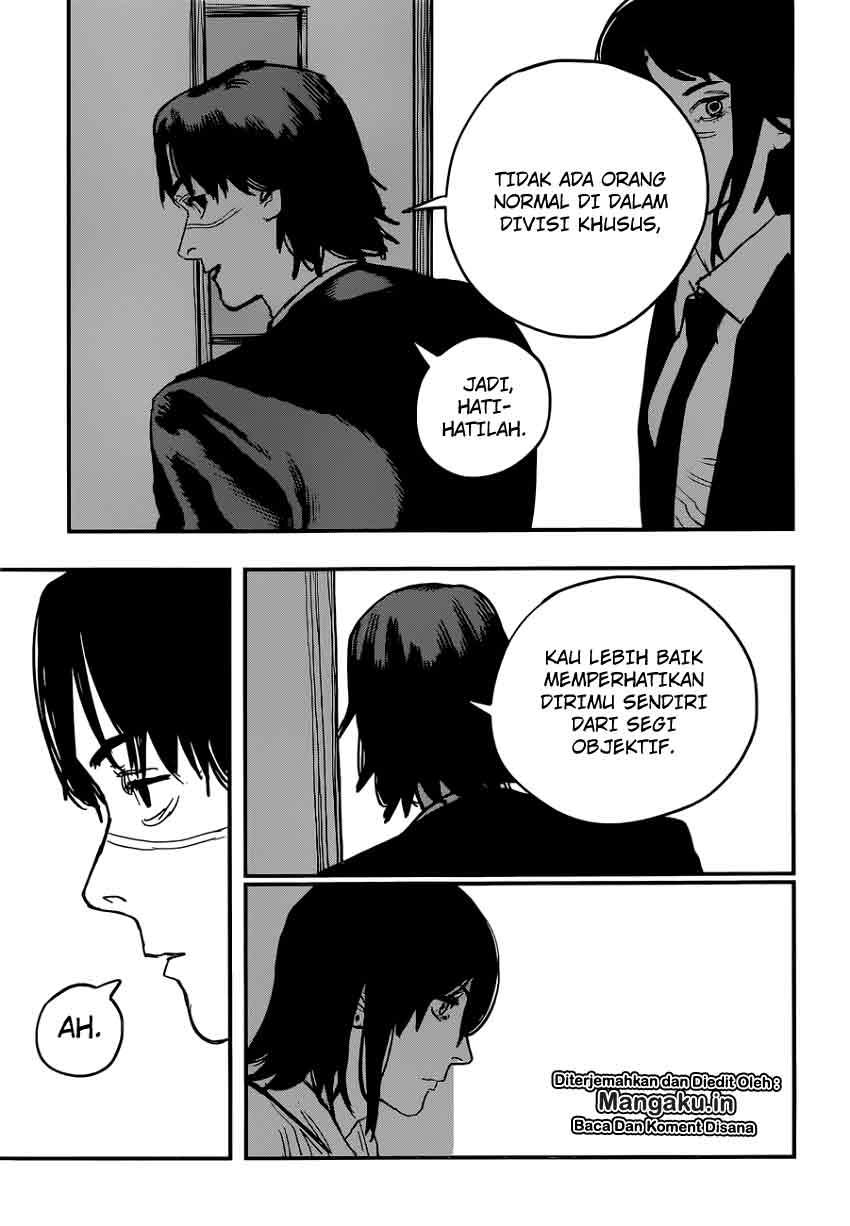 TIDAK ADA ORANG
NORMAL DI DALAM
DIVISI KHUSUS,
JADI,
HATI-
HATILAH.
KAU LEBIH BAIK
MEMPERHATIKAN
DIRIMU SENDIRI
DARI SEGI
OBJEKTIF.
Diterjemahkan dan Diedit Oleh :
Mangaku.in
Baca Dan Koment Disana
AH.